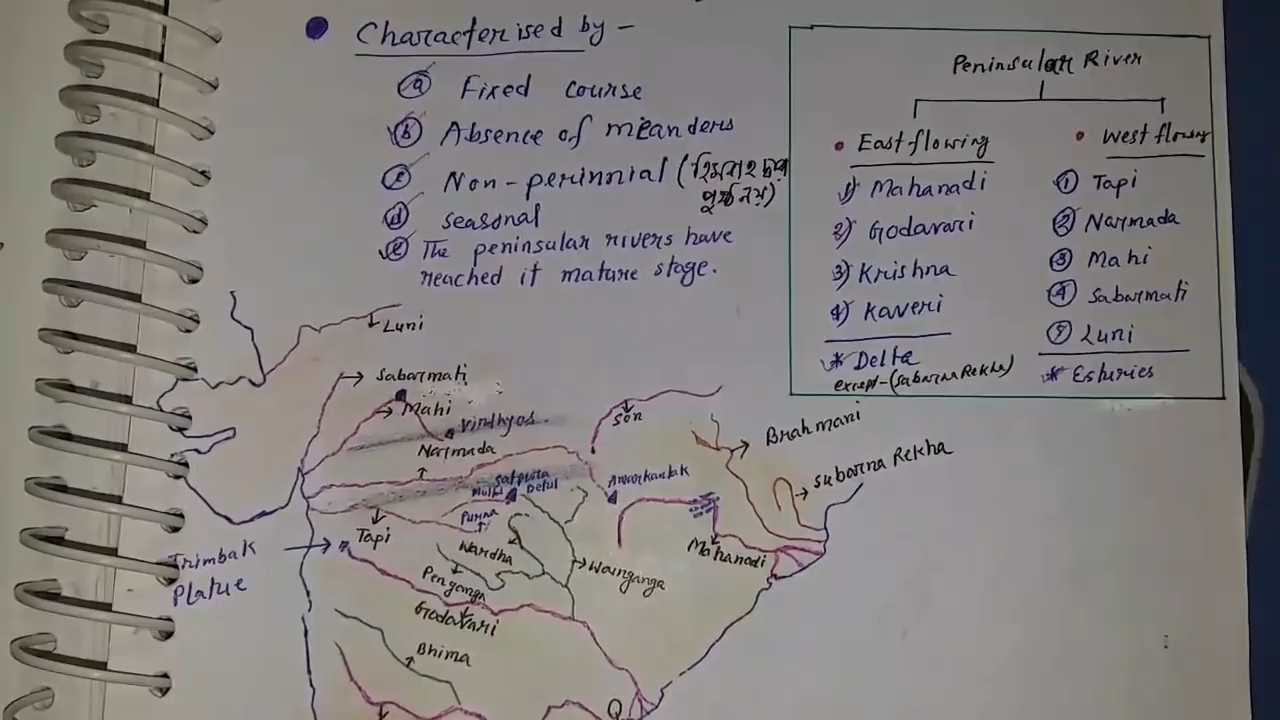 Characterised by -
ⓐ Fixed course
ⓑ Absence of meanders
ⓒ Non-perinnial (
ⓓ seasonal
ⓔ The peninsular rivers have
reached it mature stage.
Peninsular River
• East flowing
1) Mahanadi
2) Godavari
3) Krishna
4) Kaveri
* Delta
except-(Sabarna Rekha)
• West flowing
① Tapi
② Narmada
③ Mahi
④ Sabarmati
⑤ Luni
* Esturies
Luni
Sabarmati
Mahi
Vindhyas
Narmada
Son
Brahmani
Subarna Rekha
Satpura
Multai Betul
Amarkantak
Purna
Tapi
Wardha
Mahanadi
Trimbak
Platue
Penganga
Wainganga
Godavari
Bhima